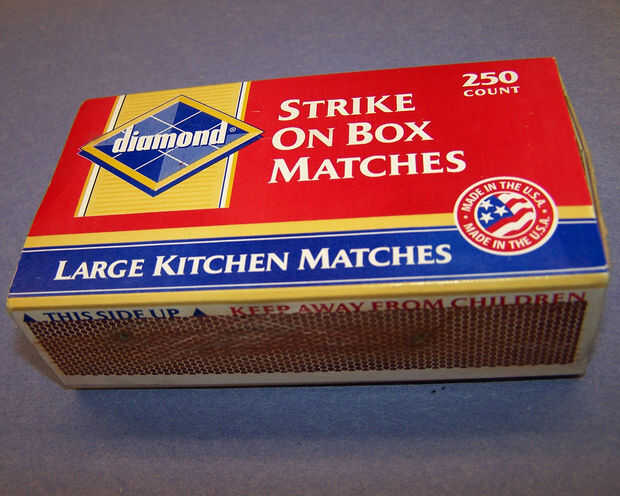 diamond®
STRIKE
ON BOX
MATCHES
250
COUNT
MADE IN THE U.S.A.
MADE IN THE U.S.A.
LARGE KITCHEN MATCHES
▲ THIS SIDE UP ▲ KEEP AWAY FROM CHILDREN